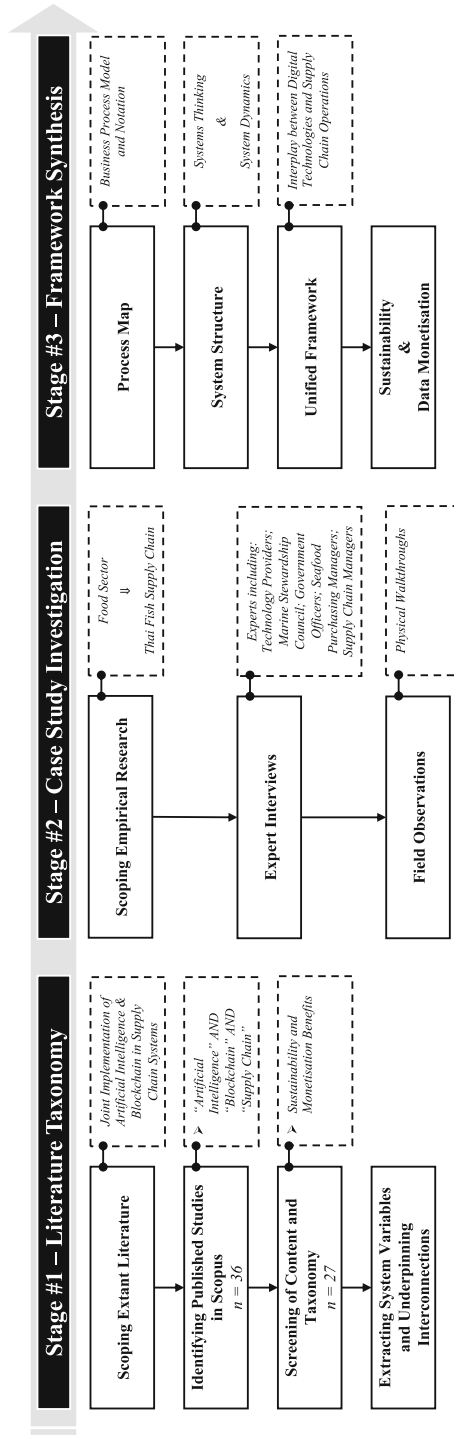 Stage #1 – Literature Taxonomy
Scoping Extant Literature
Joint Implementation of
Artificial Intelligence &
Blockchain in Supply
Chain Systems
Identifying Published Studies
in Scopus
n = 36
➢ “Artificial
Intelligence” AND
“Blockchain” AND
“Supply Chain”
Screening of Content and
Taxonomy
n = 27
➢ Sustainability and
Monetisation Benefits
Extracting System Variables
and Underpinning
Interconnections
Stage #2 – Case Study Investigation
Scoping Empirical Research
Food Sector
⇓
Thai Fish Supply Chain
Expert Interviews
Experts including:
Technology Providers;
Marine Stewardship
Council; Government
Officers; Seafood
Purchasing Managers;
Supply Chain Managers
Field Observations
Physical Walkthroughs
Stage #3 – Framework Synthesis
Process Map
Business Process Model
and Notation
System Structure
Systems Thinking
&
System Dynamics
Unified Framework
Interplay between Digital
Technologies and Supply
Chain Operations
Sustainability
&
Data Monetisation